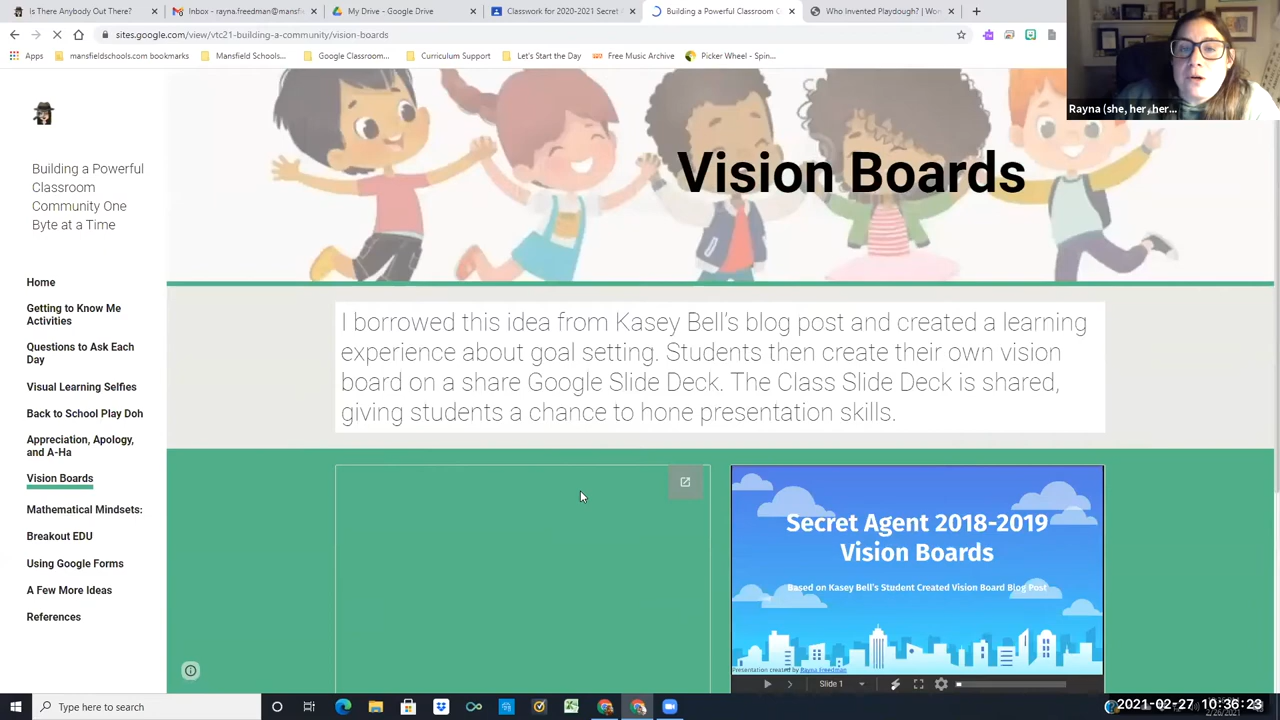 Is There Anybody Out There?
Inbox - rayna.freedman@mansf
My Drive - Google Drive
Classwork for 2020-2021 Secret
Building a Powerful Classroom C
Who Invented Playdough? | Won
sites.google.com/view/vtc21-building-a-community/vision-boards
Apps
mansfieldschools.com bookmarks
Mansfield Schools...
Google Classroom...
Curriculum Support
Let's Start the Day
Free Music Archive
Picker Wheel - Spin...
Rayna (she, her, her...
Building a Powerful
Classroom
Community One
Byte at a Time
Home
Getting to Know Me
Activities
Questions to Ask Each
Day
Visual Learning Selfies
Back to School Play Doh
Appreciation, Apology,
and A-Ha
Vision Boards
Mathematical Mindsets:
Breakout EDU
Using Google Forms
A Few More Ideas
References
Vision Boards
I borrowed this idea from Kasey Bell's blog post and created a learning
experience about goal setting. Students then create their own vision
board on a share Google Slide Deck. The Class Slide Deck is shared,
giving students a chance to hone presentation skills.
Secret Agent 2018-2019
Vision Boards
Based on Kasey Bell's Student Created Vision Board Blog Post
Presentation created by Rayna Freedman
Slide 1
Type here to search
2021-02-27 10:36:23